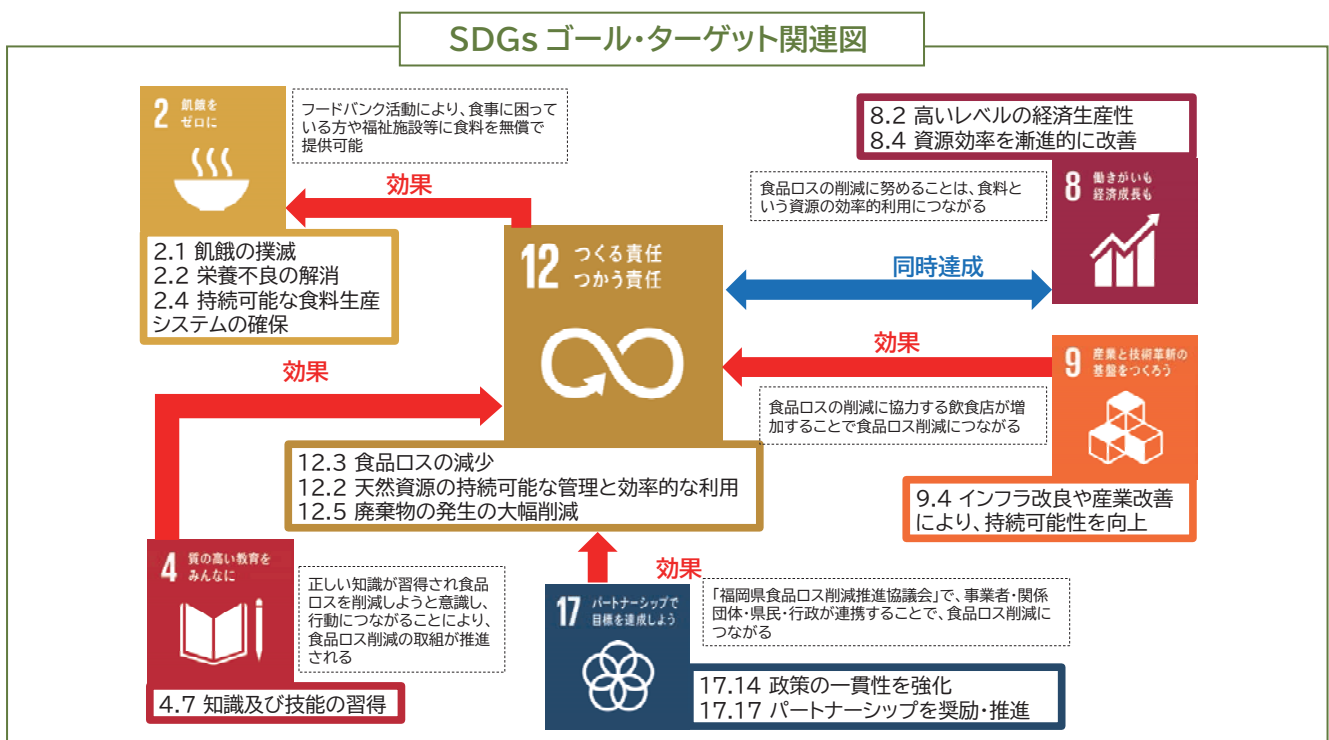 SDGs ゴール・ターゲット関連図
2 飢餓を
ゼロに
フードバンク活動により、食事に困って
いる方や福祉施設等に食料を無償で
提供可能
効果
2.1 飢餓の撲滅
2.2 栄養不良の解消
2.4 持続可能な食料生産
システムの確保
8.2 高いレベルの経済生産性
8.4 資源効率を漸進的に改善
8 働きがいも
経済成長も
食品ロスの削減に努めることは、食料と
いう資源の効率的利用につながる
同時達成
12 つくる責任
つかう責任
効果
9 産業と技術革新の
基盤をつくろう
食品ロスの削減に協力する飲食店が増
加することで食品ロス削減につながる
9.4 インフラ改良や産業改善
により、持続可能性を向上
効果
12.3 食品ロスの減少
12.2 天然資源の持続可能な管理と効率的な利用
12.5 廃棄物の発生の大幅削減
4 質の高い教育を
みんなに
正しい知識が習得され食品
ロスを削減しようと意識し、
行動につながることにより、
食品ロス削減の取組が推進
される
4.7 知識及び技能の習得
効果
17 パートナーシップで
目標を達成しよう
「福岡県食品ロス削減推進協議会」で、事業者・関係
団体・県民・行政が連携することで、食品ロス削減に
つながる
17.14 政策の一貫性を強化
17.17 パートナーシップを奨励・推進